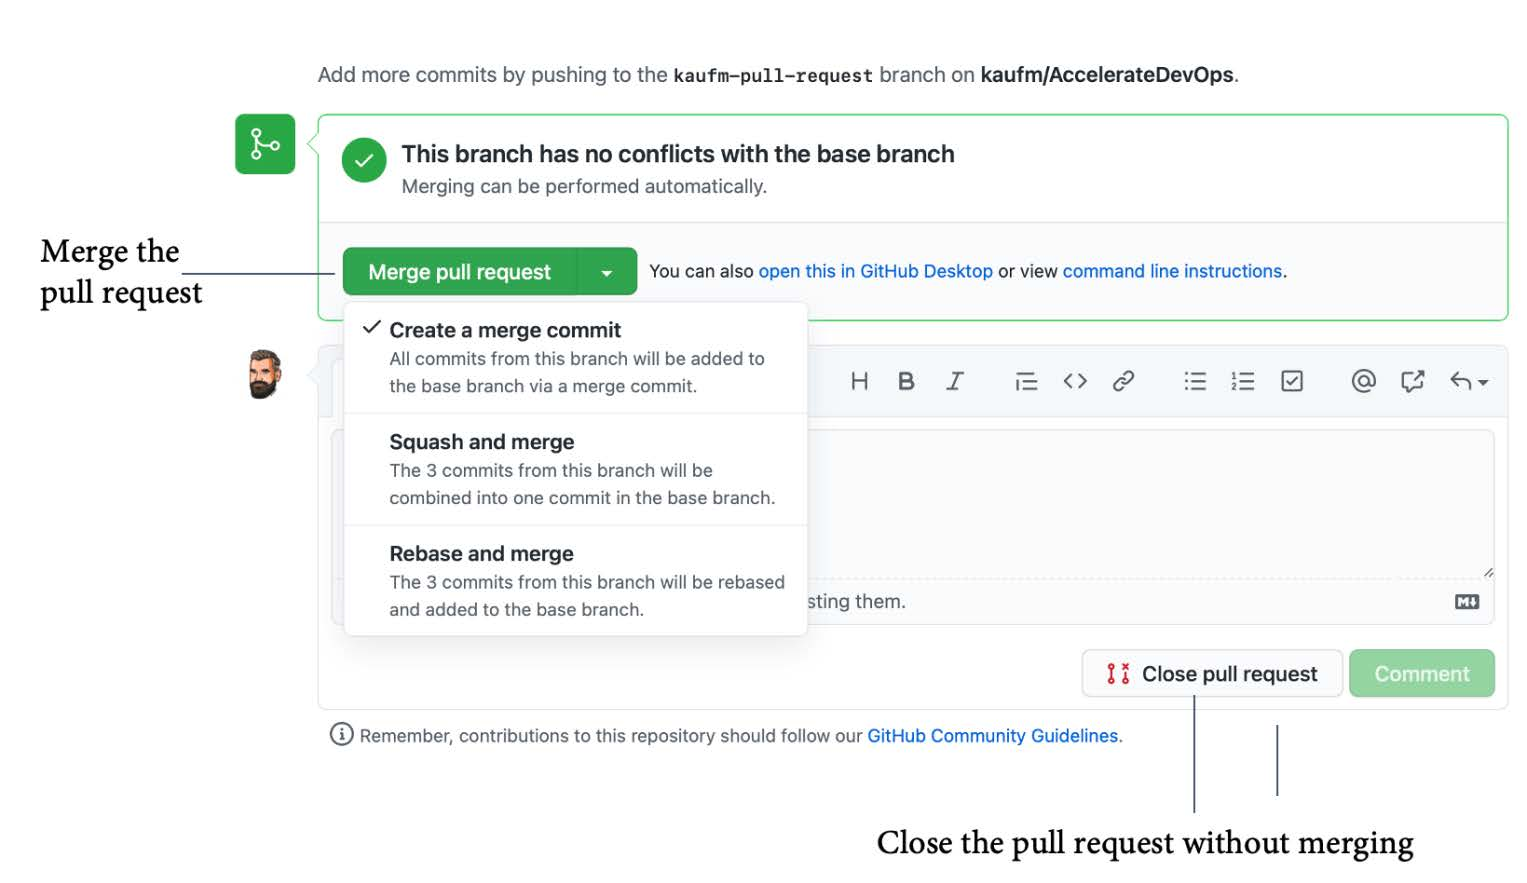 Add more commits by pushing to the kaufm-pull-request branch on kaufm/AccelerateDevOps.
This branch has no conflicts with the base branch
Merging can be performed automatically.
Merge the
pull request
Merge pull request
You can also open this in GitHub Desktop or view command line instructions.
Create a merge commit
All commits from this branch will be added to
the base branch via a merge commit.
Squash and merge
The 3 commits from this branch will be
combined into one commit in the base branch.
Rebase and merge
The 3 commits from this branch will be rebased
and added to the base branch.
H B I
sting them.
M↓
Close pull request
Comment
Remember, contributions to this repository should follow our GitHub Community Guidelines.
Close the pull request without merging